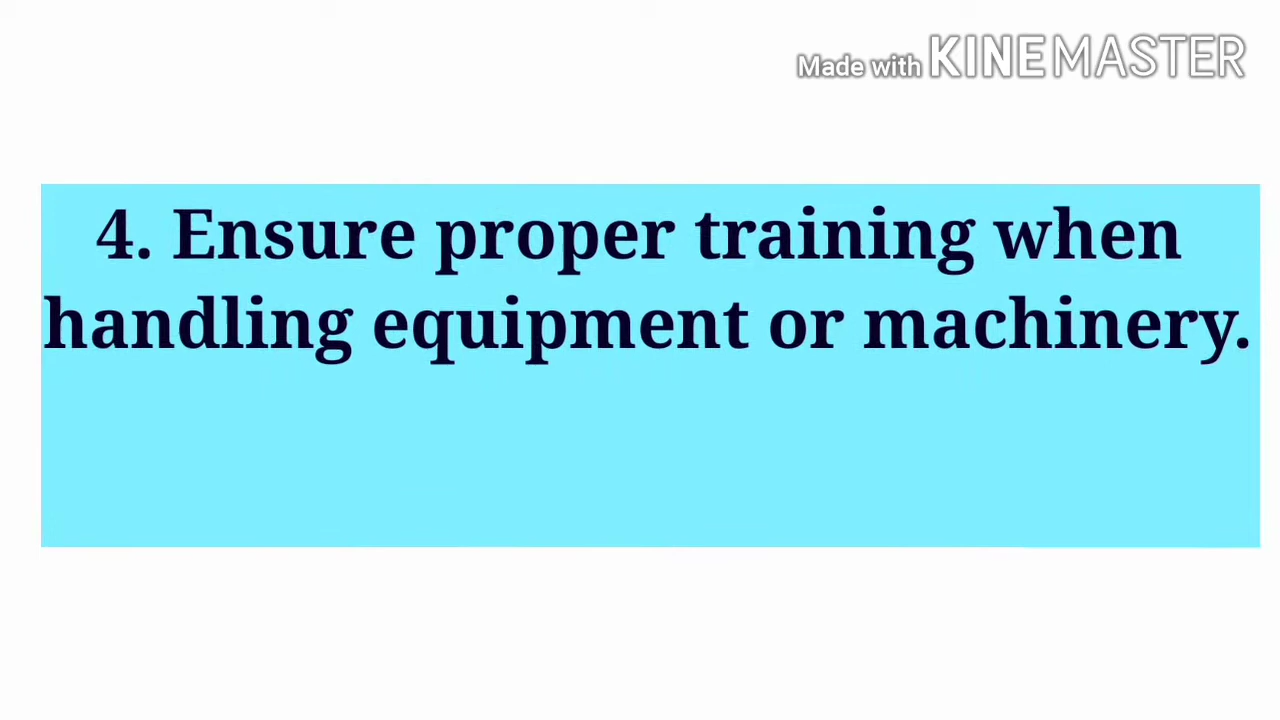 Made with KINEMASTER
4. Ensure proper training when
handling equipment or machinery.